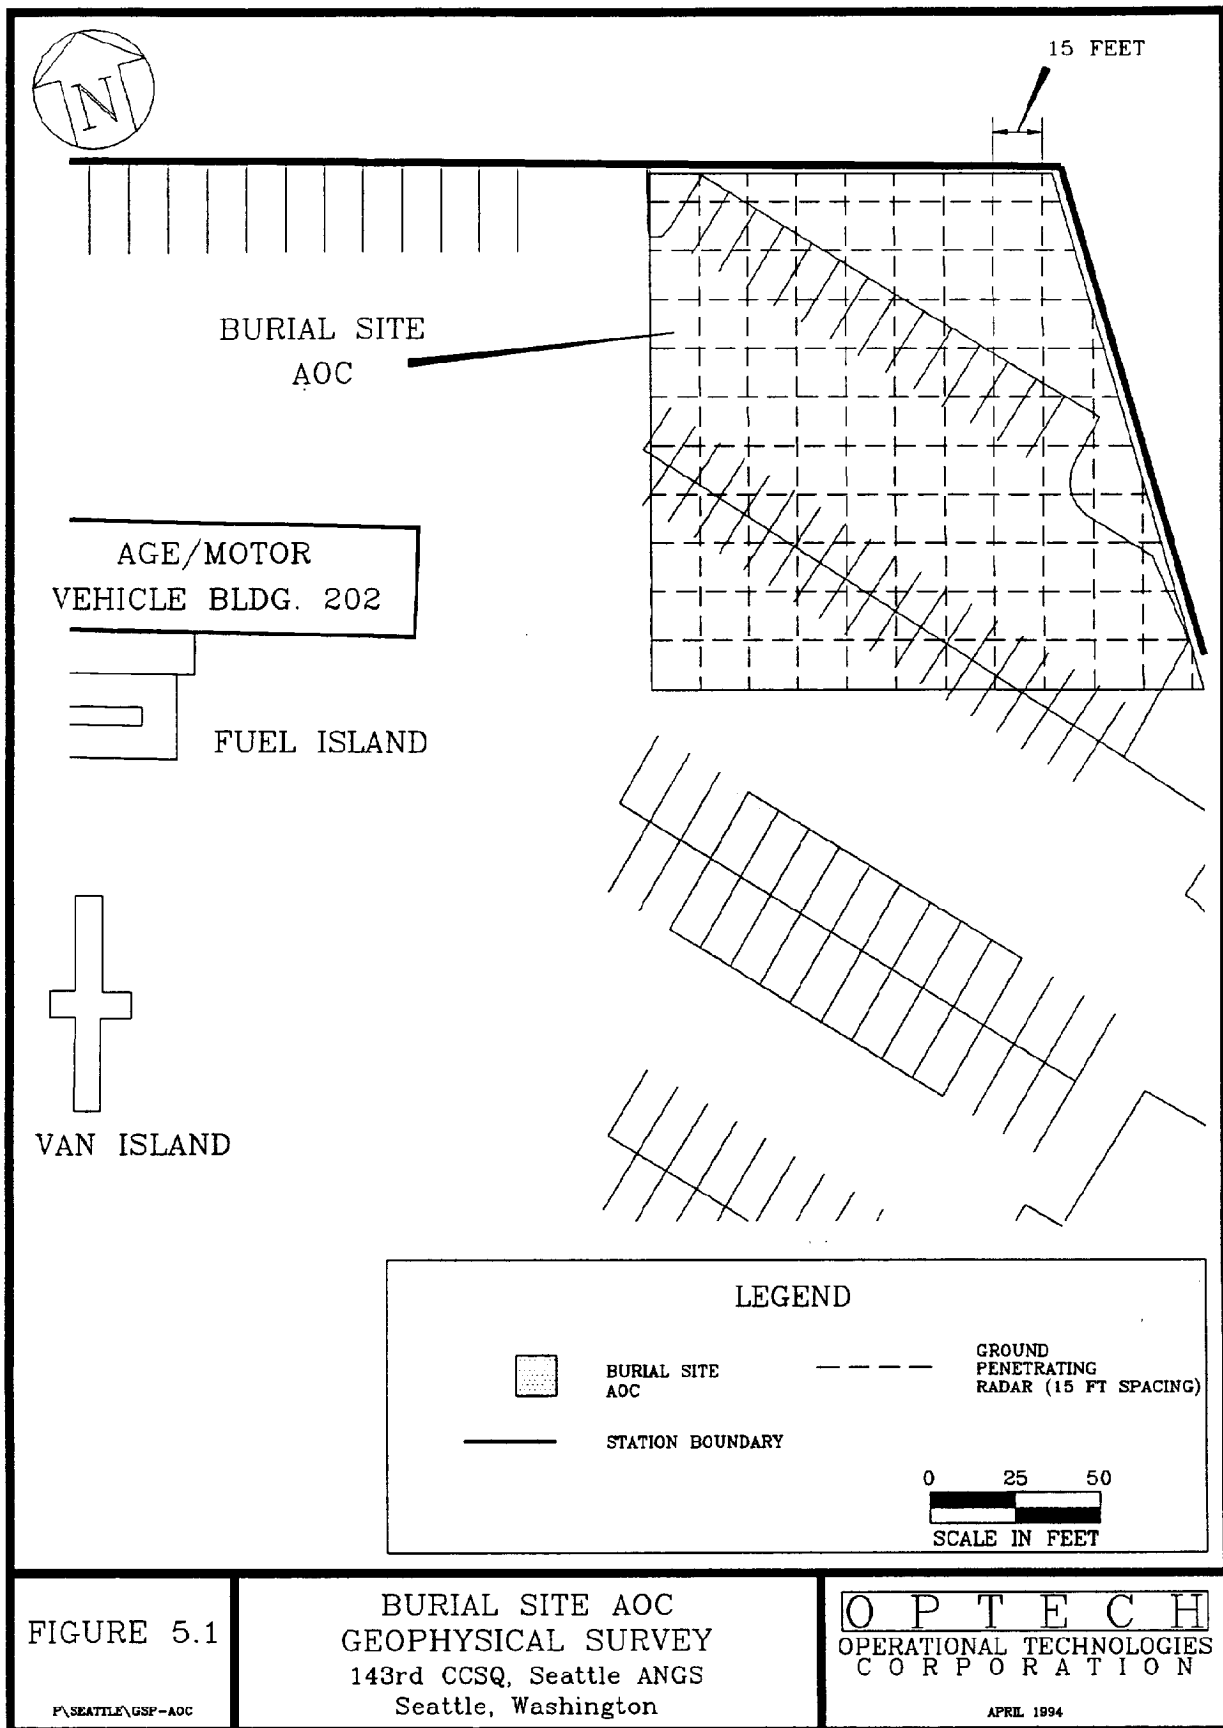 N
15 FEET
BURIAL SITE
AOC
AGE/MOTOR
VEHICLE BLDG. 202
FUEL ISLAND
VAN ISLAND
LEGEND
BURIAL SITE
AOC
GROUND
PENETRATING
RADAR (15 FT SPACING)
STATION BOUNDARY
0 25 50
SCALE IN FEET
FIGURE 5.1
P\SEATTLE\GSP-AOC
BURIAL SITE AOC
GEOPHYSICAL SURVEY
143rd CCSQ, Seattle ANGS
Seattle, Washington
OPTECH
OPERATIONAL TECHNOLOGIES
CORPORATION
APRIL 1994